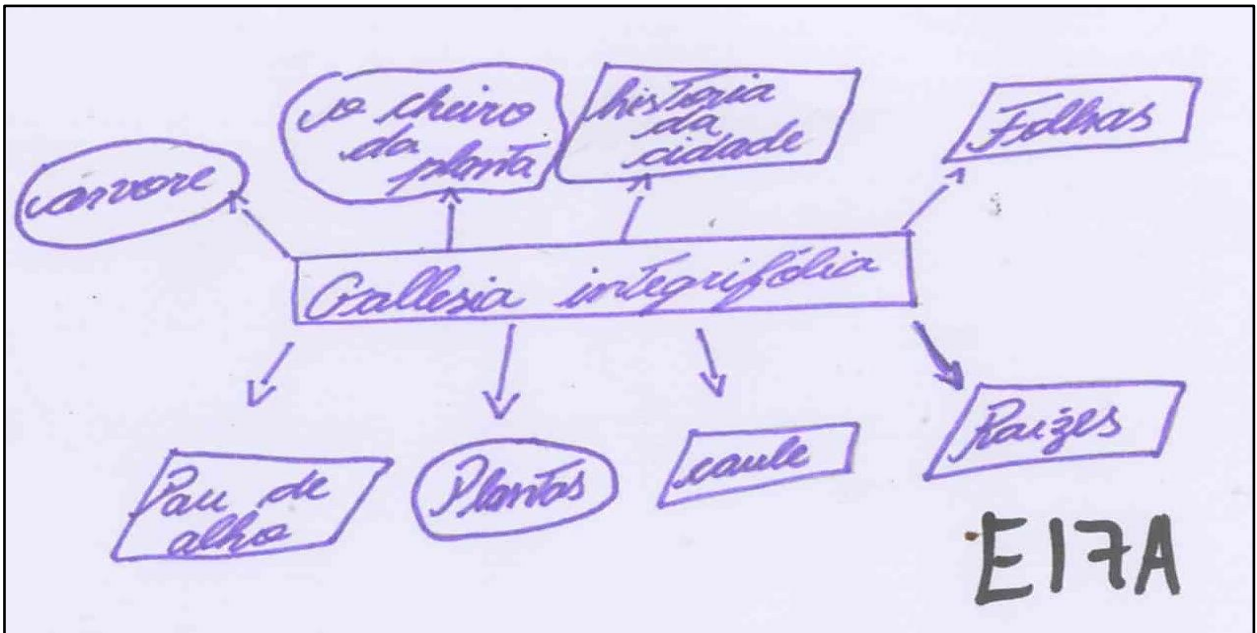 árvore
o cheiro
da
planta
história
da
cidade
Folhas
Gallesia integrifólia
Pau de
alho
Plantas
caule
Raízes
E17A